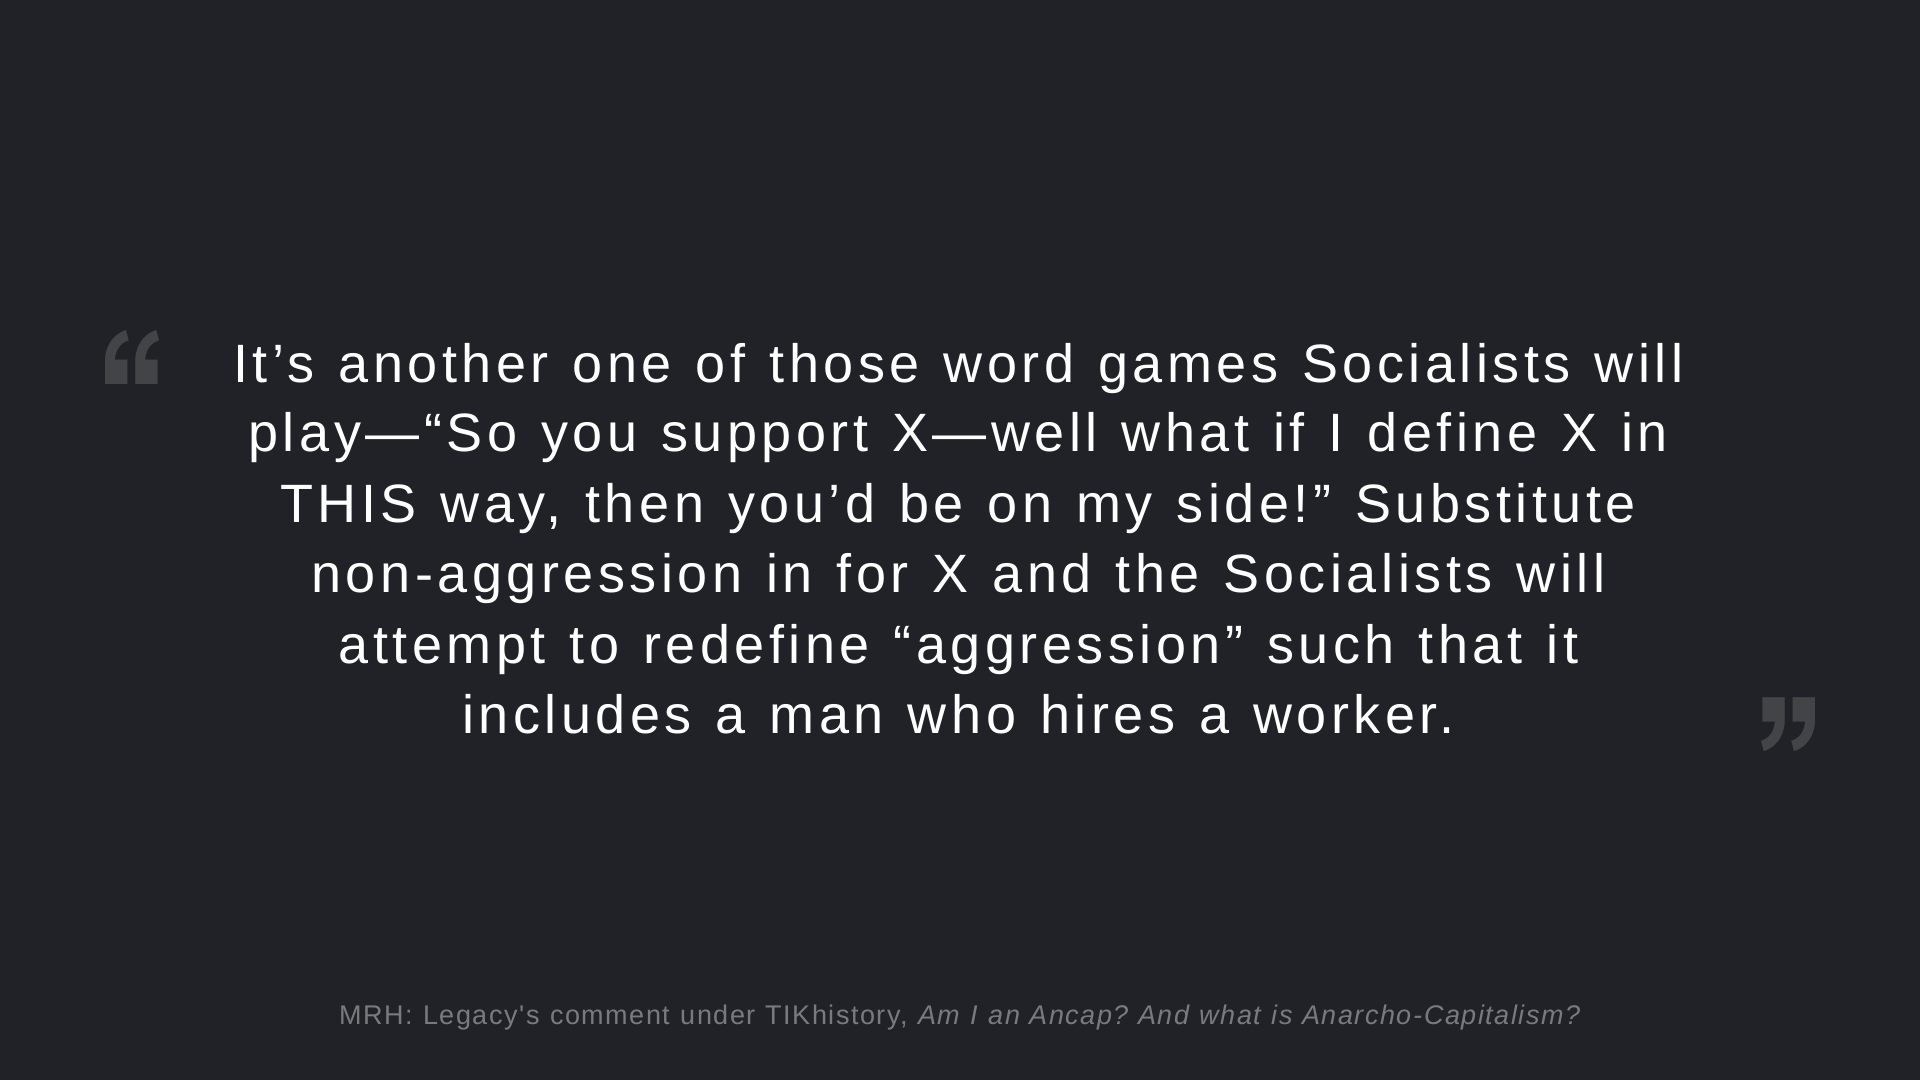 “
It’s another one of those word games Socialists will
play—“So you support X—well what if I define X in
THIS way, then you’d be on my side!” Substitute
non-aggression in for X and the Socialists will
attempt to redefine “aggression” such that it
includes a man who hires a worker.
”
MRH: Legacy's comment under TIKhistory, Am I an Ancap? And what is Anarcho-Capitalism?